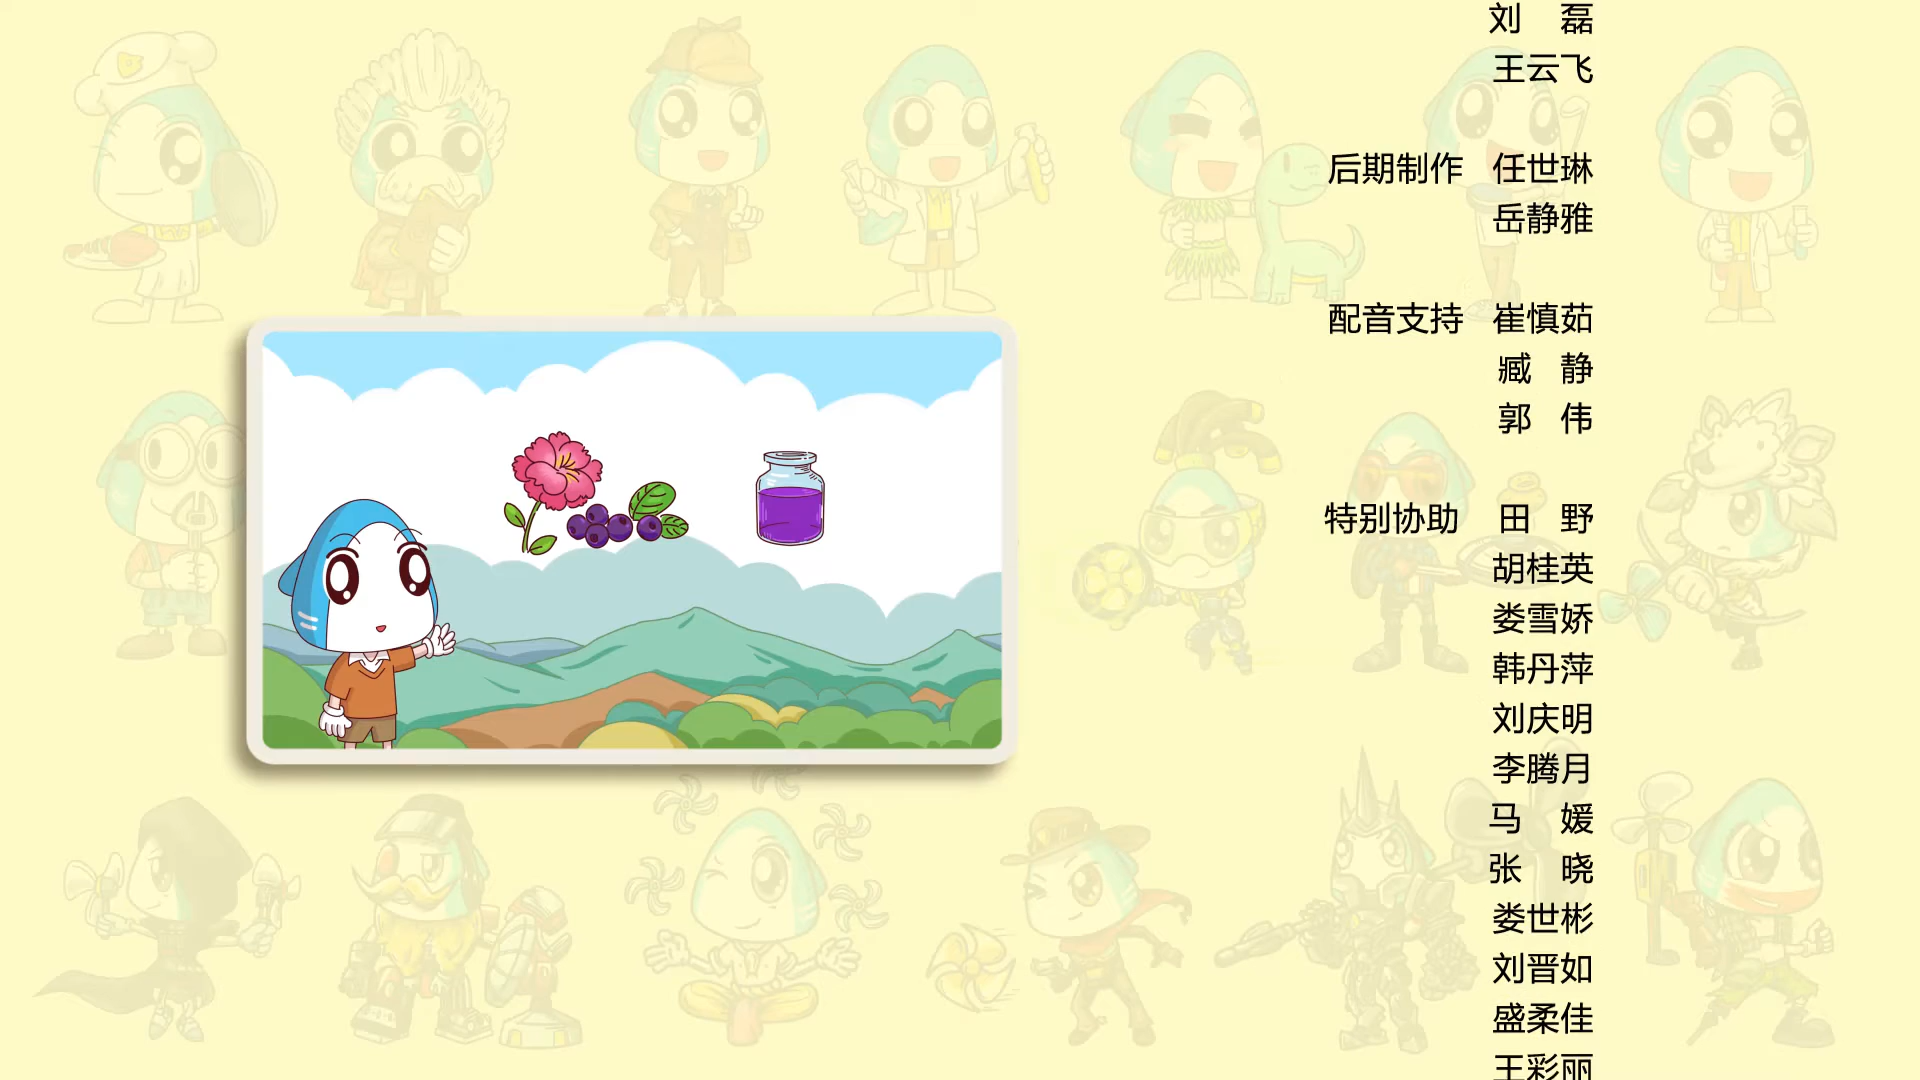 刘 磊
王云飞
后期制作 任世琳
岳静雅
配音支持 崔慎茹
臧 静
郭 伟
特别协助 田 野
胡桂英
娄雪娇
韩丹萍
刘庆明
李腾月
马 媛
张 晓
娄世彬
刘晋如
盛柔佳
王彩丽